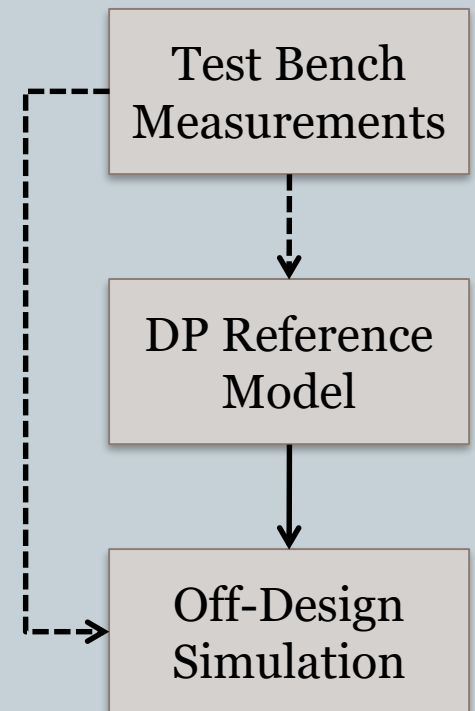 Test Bench
Measurements
DP Reference
Model
Off-Design
Simulation